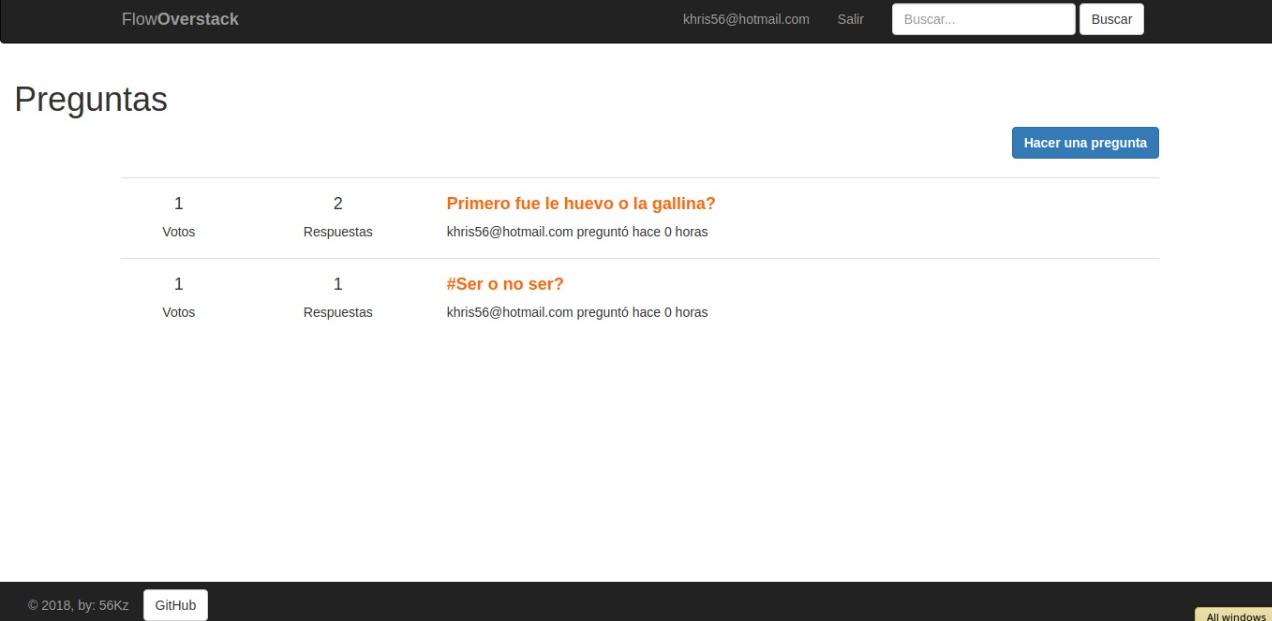 FlowOverstack khris56@hotmail.com Salir Buscar... Buscar
Preguntas
Hacer una pregunta
1 2 Primero fue le huevo o la gallina?
Votos Respuestas khris56@hotmail.com preguntó hace 0 horas
1 1 #Ser o no ser?
Votos Respuestas khris56@hotmail.com preguntó hace 0 horas
© 2018, by: 56Kz GitHub
All windows